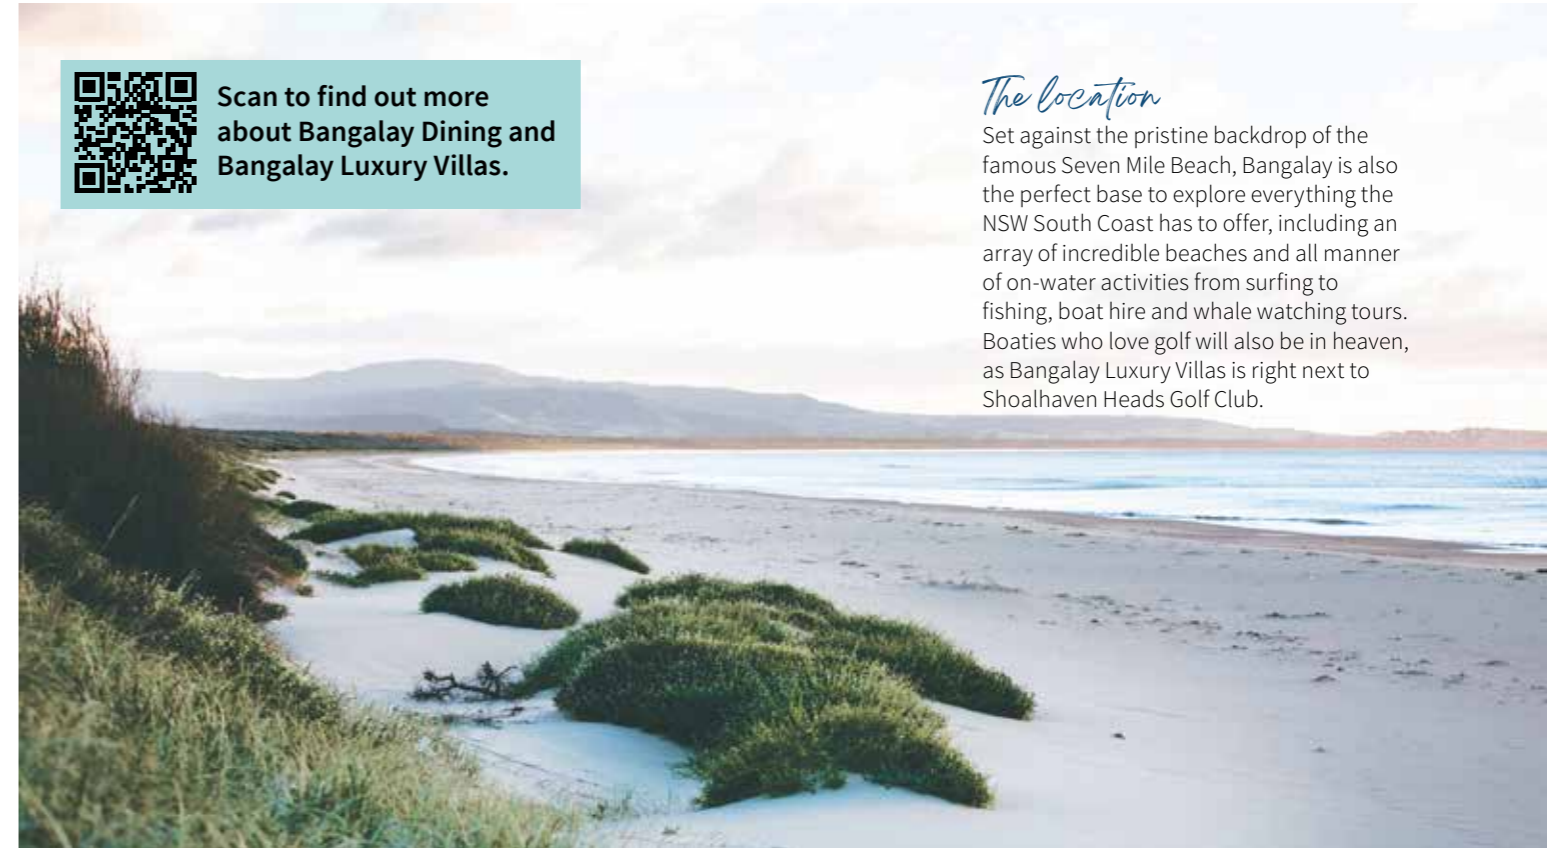 Scan to find out more
about Bangalay Dining and
Bangalay Luxury Villas.
The location
Set against the pristine backdrop of the
famous Seven Mile Beach, Bangalay is also
the perfect base to explore everything the
NSW South Coast has to offer, including an
array of incredible beaches and all manner
of on-water activities from surfing to
fishing, boat hire and whale watching tours.
Boaties who love golf will also be in heaven,
as Bangalay Luxury Villas is right next to
Shoalhaven Heads Golf Club.